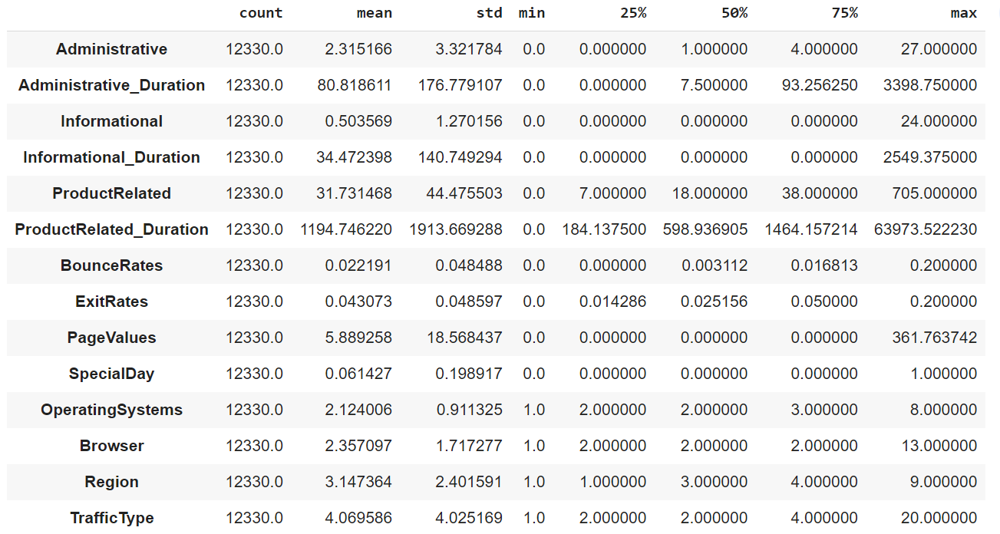 count mean std min 25% 50% 75% max
Administrative 12330.0 2.315166 3.321784 0.0 0.000000 1.000000 4.000000 27.000000
Administrative_Duration 12330.0 80.818611 176.779107 0.0 0.000000 7.500000 93.256250 3398.750000
Informational 12330.0 0.503569 1.270156 0.0 0.000000 0.000000 0.000000 24.000000
Informational_Duration 12330.0 34.472398 140.749294 0.0 0.000000 0.000000 0.000000 2549.375000
ProductRelated 12330.0 31.731468 44.475503 0.0 7.000000 18.000000 38.000000 705.000000
ProductRelated_Duration 12330.0 1194.746220 1913.669288 0.0 184.137500 598.936905 1464.157214 63973.522230
BounceRates 12330.0 0.022191 0.048488 0.0 0.000000 0.003112 0.016813 0.200000
ExitRates 12330.0 0.043073 0.048597 0.0 0.014286 0.025156 0.050000 0.200000
PageValues 12330.0 5.889258 18.568437 0.0 0.000000 0.000000 0.000000 361.763742
SpecialDay 12330.0 0.061427 0.198917 0.0 0.000000 0.000000 0.000000 1.000000
OperatingSystems 12330.0 2.124006 0.911325 1.0 2.000000 2.000000 3.000000 8.000000
Browser 12330.0 2.357097 1.717277 1.0 2.000000 2.000000 2.000000 13.000000
Region 12330.0 3.147364 2.401591 1.0 1.000000 3.000000 4.000000 9.000000
TrafficType 12330.0 4.069586 4.025169 1.0 2.000000 2.000000 4.000000 20.000000